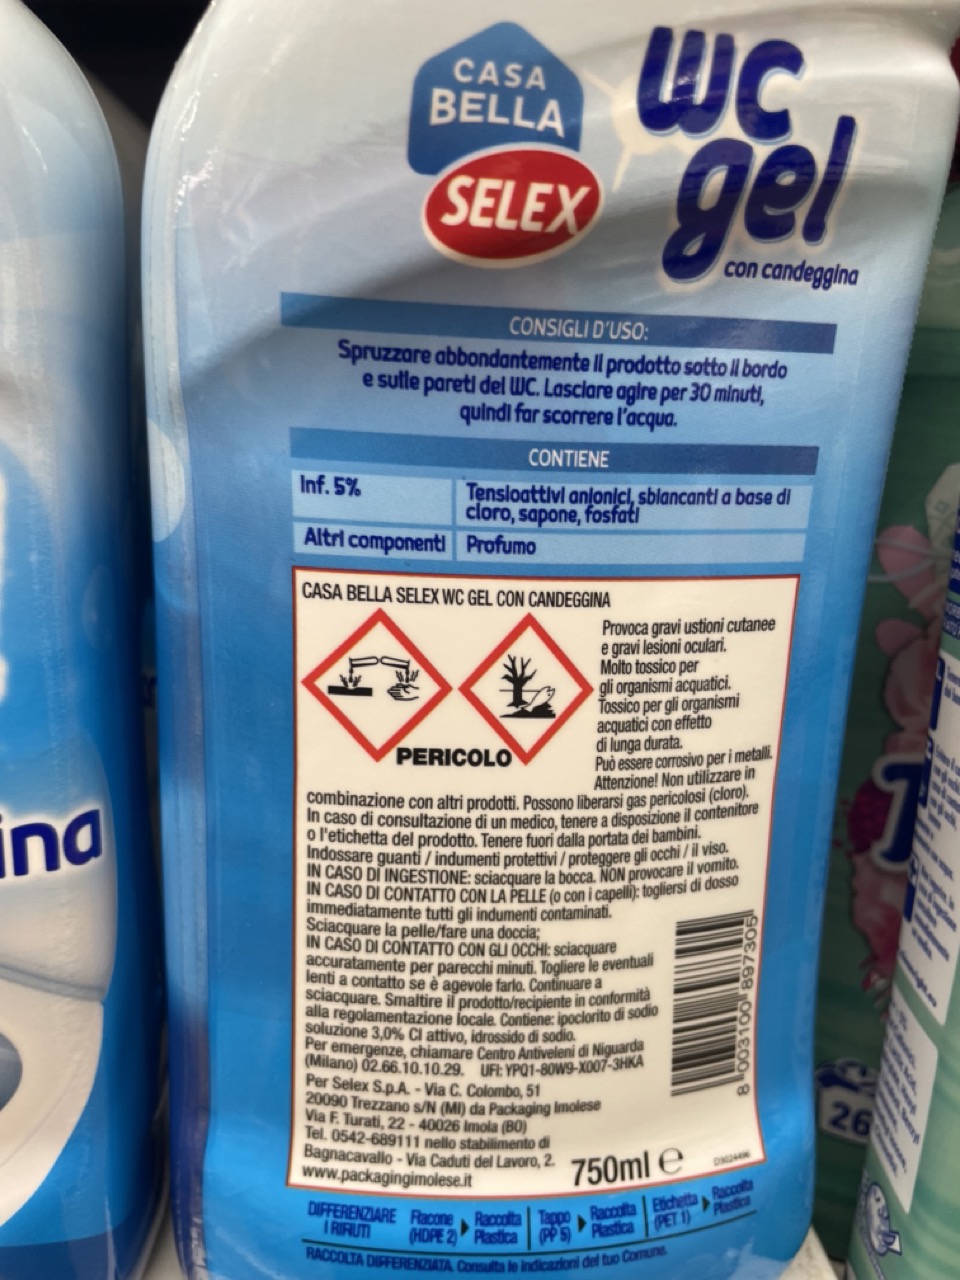 CASA
BELLA
SELEX
WC
gel
con candeggina
CONSIGLI D'USO:
Spruzzare abbondantemente il prodotto sotto il bordo
e sulle pareti del WC. Lasciare agire per 30 minuti,
quindi far scorrere l'acqua.
CONTIENE
Inf. 5%
Tensioattivi anionici, sbiancanti a base di
cloro, sapone, fosfati
Altri componenti
Profumo
CASA BELLA SELEX WC GEL CON CANDEGGINA
PERICOLO
Provoca gravi ustioni cutanee
e gravi lesioni oculari.
Molto tossico per
gli organismi acquatici.
Tossico per gli organismi
acquatici con effetto
di lunga durata.
Può essere corrosivo per i metalli.
Attenzione! Non utilizzare in
combinazione con altri prodotti. Possono liberarsi gas pericolosi (cloro).
In caso di consultazione di un medico, tenere a disposizione il contenitore
o l'etichetta del prodotto. Tenere fuori dalla portata dei bambini.
Indossare guanti / indumenti protettivi / proteggere gli occhi / il viso.
IN CASO DI INGESTIONE: sciacquare la bocca. NON provocare il vomito.
IN CASO DI CONTATTO CON LA PELLE (o con i capelli): togliersi di dosso
immediatamente tutti gli indumenti contaminati.
Sciacquare la pelle/fare una doccia;
IN CASO DI CONTATTO CON GLI OCCHI: sciacquare
accuratamente per parecchi minuti. Togliere le eventuali
lenti a contatto se è agevole farlo. Continuare a
sciacquare. Smaltire il prodotto/recipiente in conformità
alla regolamentazione locale. Contiene: ipoclorito di sodio
soluzione 3,0% Cl attivo, idrossido di sodio.
Per emergenze, chiamare Centro Antiveleni di Niguarda
(Milano) 02.66.10.10.29. UFI: YPQ1-80W9-X007-3HKA
Per Selex S.p.A. - Via C. Colombo, 51
20090 Trezzano s/N (MI) da Packaging Imolese
Via F. Turati, 22 - 40026 Imola (BO)
Tel. 0542-689111 nello stabilimento di
Bagnacavallo - Via Caduti del Lavoro, 2.
www.packagingimolese.it
750ml e
8 003100 897305
DIFFERENZIARE
I RIFIUTI
Flacone
(HDPE 2)
Raccolta
Plastica
Tappo
(PP 5)
Raccolta
Plastica
Etichetta
(PET 1)
Raccolta
Plastica
RACCOLTA DIFFERENZIATA. Consulta le indicazioni del tuo Comune.
ina
26